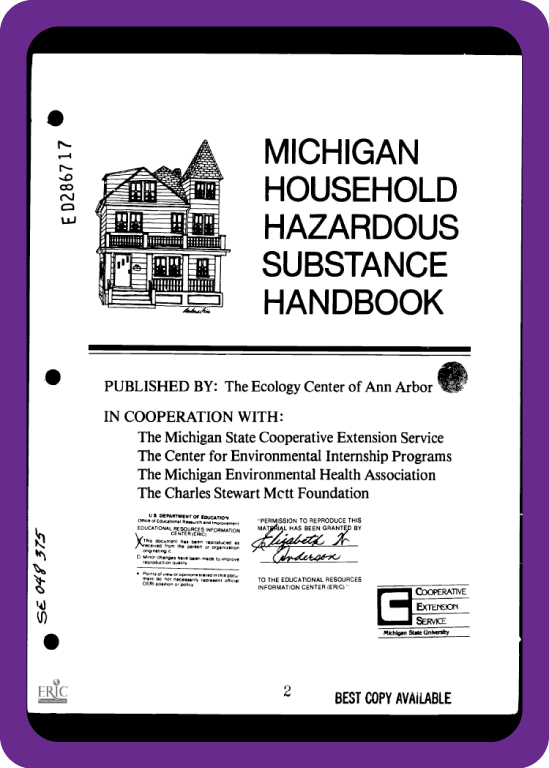 ED286717
MICHIGAN
HOUSEHOLD
HAZARDOUS
SUBSTANCE
HANDBOOK
PUBLISHED BY: The Ecology Center of Ann Arbor
IN COOPERATION WITH:
The Michigan State Cooperative Extension Service
The Center for Environmental Internship Programs
The Michigan Environmental Health Association
The Charles Stewart Mott Foundation
U S DEPARTMENT OF EDUCATION
Office of Educational Research and Improvement
EDUCATIONAL RESOURCES INFORMATION
CENTER (ERIC)
This document has been reproduced as
received from the person or organization
originating it
Minor changes have been made to improve
reproduction quality
• Points of view or opinions stated in this docu-
ment do not necessarily represent official
OERI position or policy
"PERMISSION TO REPRODUCE THIS
MATERIAL HAS BEEN GRANTED BY
Elizabeth W.
Anderson
TO THE EDUCATIONAL RESOURCES
INFORMATION CENTER (ERIC)"
SE 048 375
COOPERATIVE
EXTENSION
SERVICE
Michigan State University
ERIC
2
BEST COPY AVAILABLE